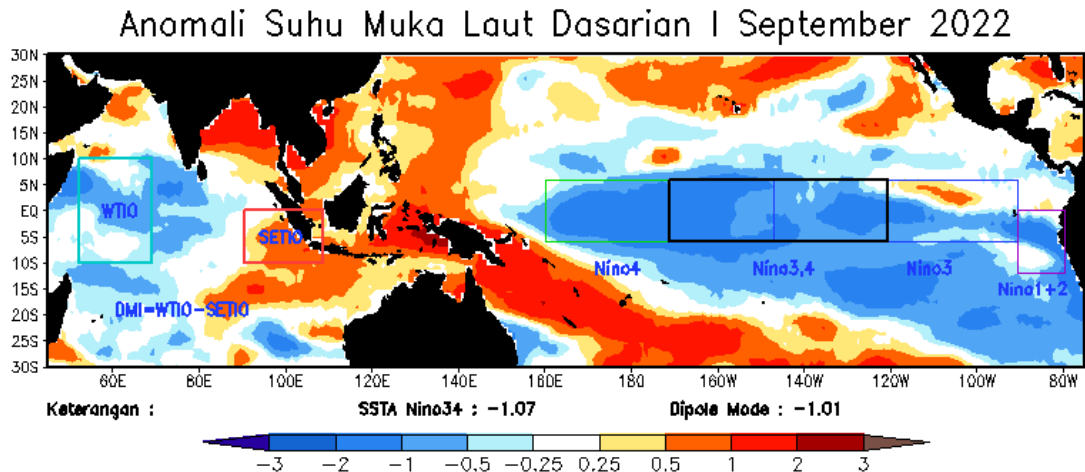 Anomali Suhu Muka Laut Dasarian I September 2022
30N
25N
20N
15N
10N
5N
EQ
5S
10S
15S
20S
25S
30S
WTIO
SETIO
DMI=WTIO-SETIO
Nino4
Nino3,4
Nino3
Nino1+2
60E 80E 100E 120E 140E 160E 180 160W 140W 120W 100W 80W
Keterangan : SSTA Nino34 : -1.07 Dipole Mode : -1.01
-3 -2 -1 -0.5 -0.25 0.25 0.5 1 2 3